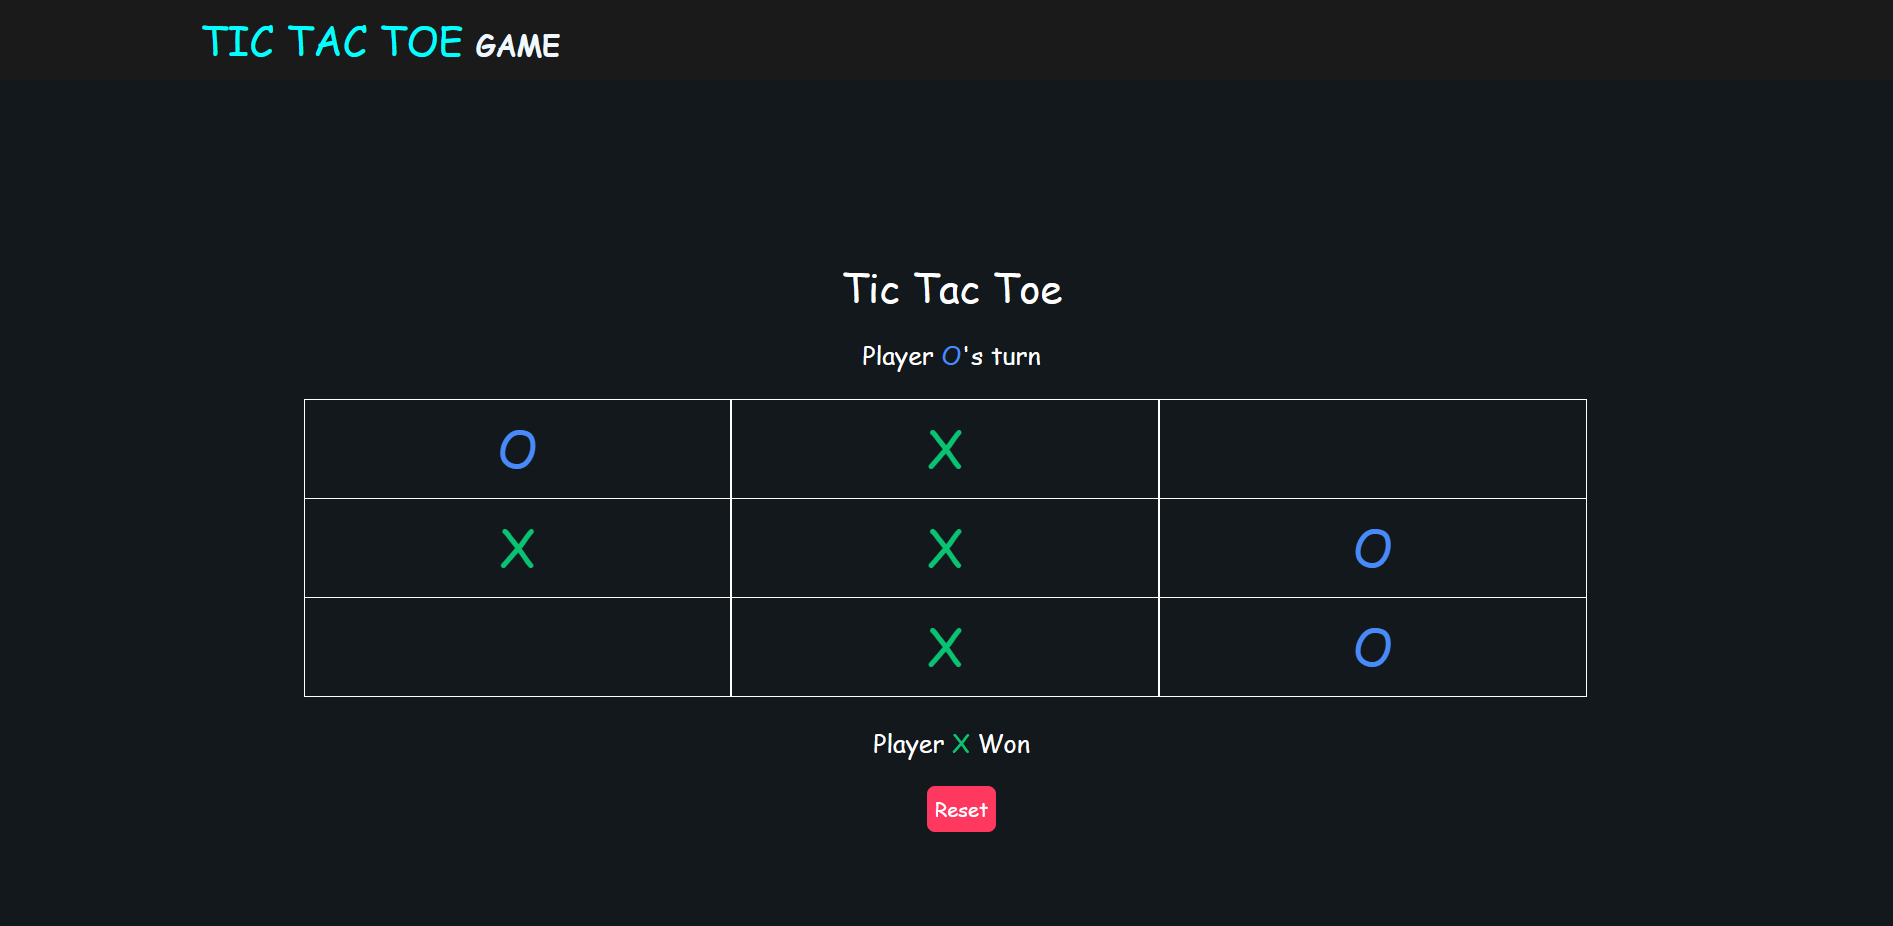 TIC TAC TOE GAME
Tic Tac Toe
Player O's turn
O X
X X O
X O
Player X Won
Reset